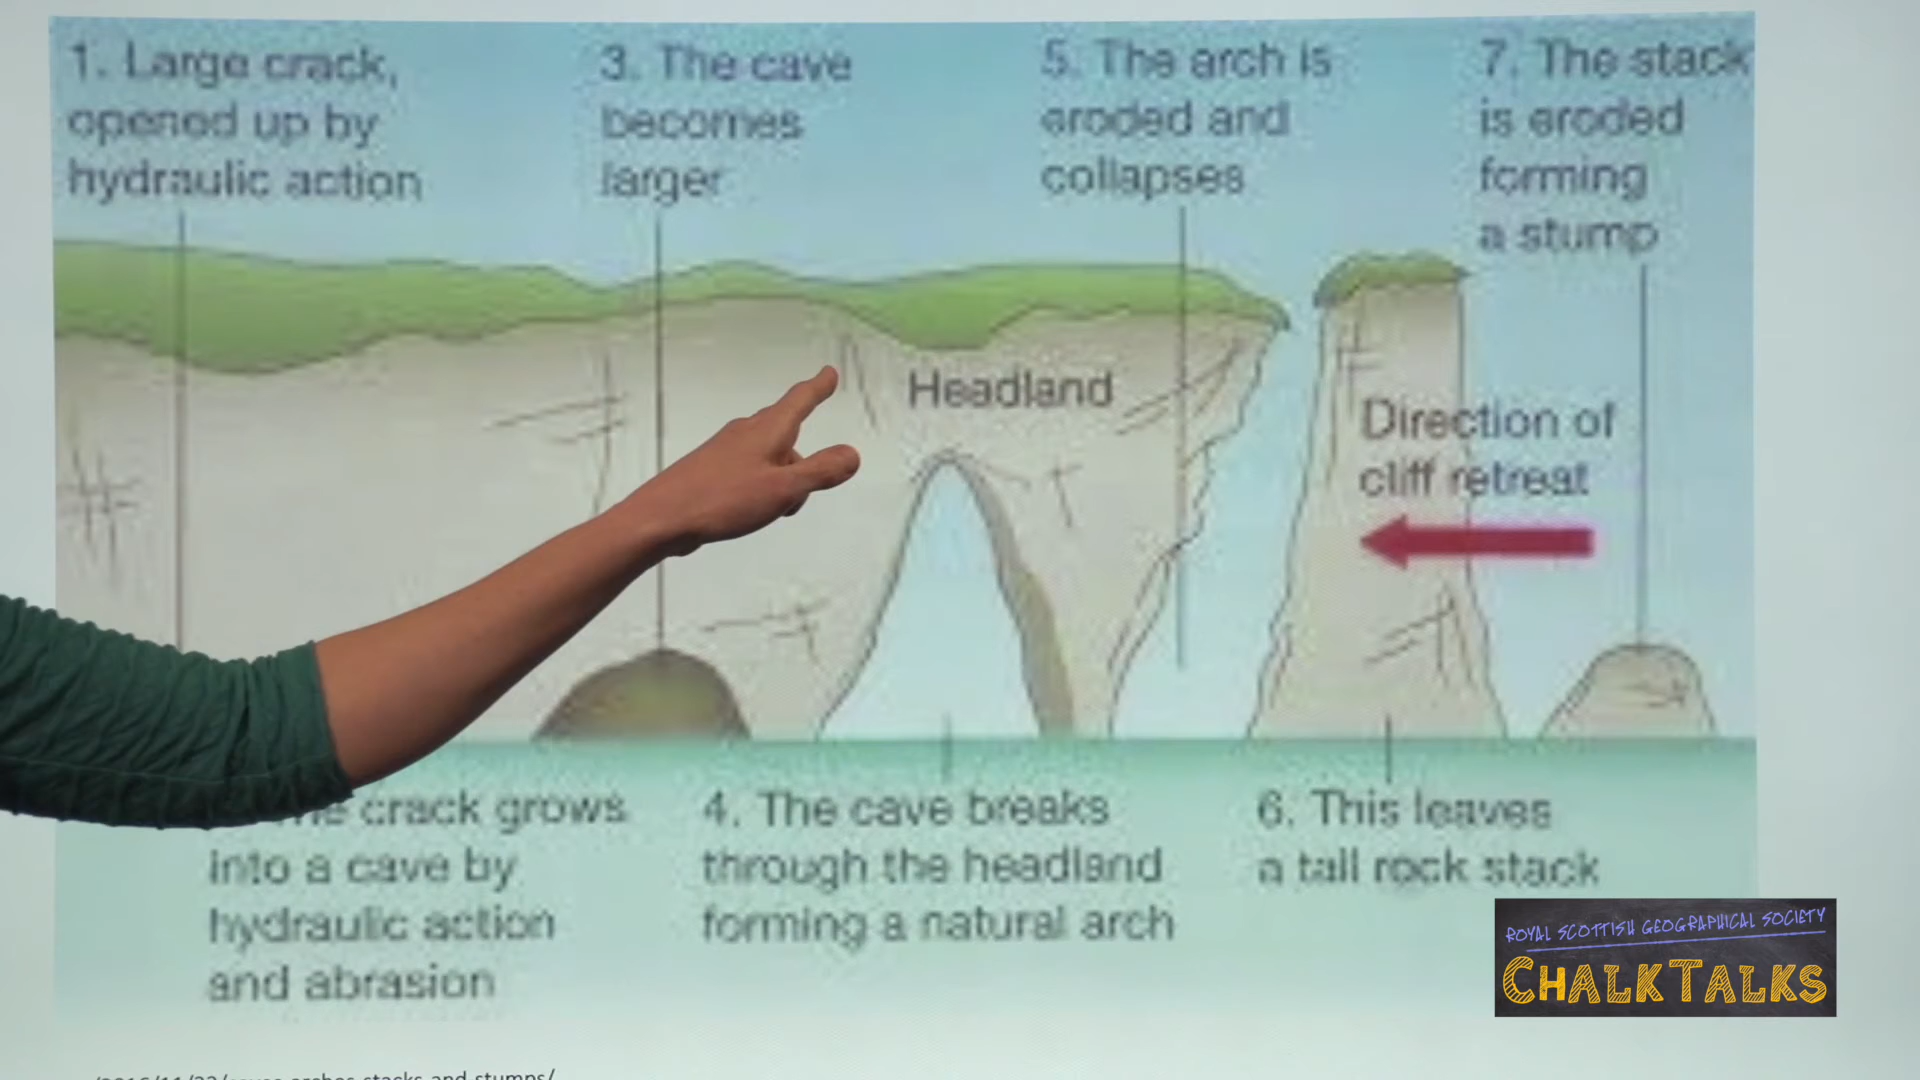 1. Large crack,
opened up by
hydraulic action
3. The cave
becomes
larger
5. The arch is
eroded and
collapses
7. The stack
is eroded
forming
a stump
Headland
Direction of
cliff retreat
crack grows
into a cave by
hydraulic action
and abrasion
4. The cave breaks
through the headland
forming a natural arch
6. This leaves
a tall rock stack
ROYAL SCOTTISH GEOGRAPHICAL SOCIETY
CHALKTALKS